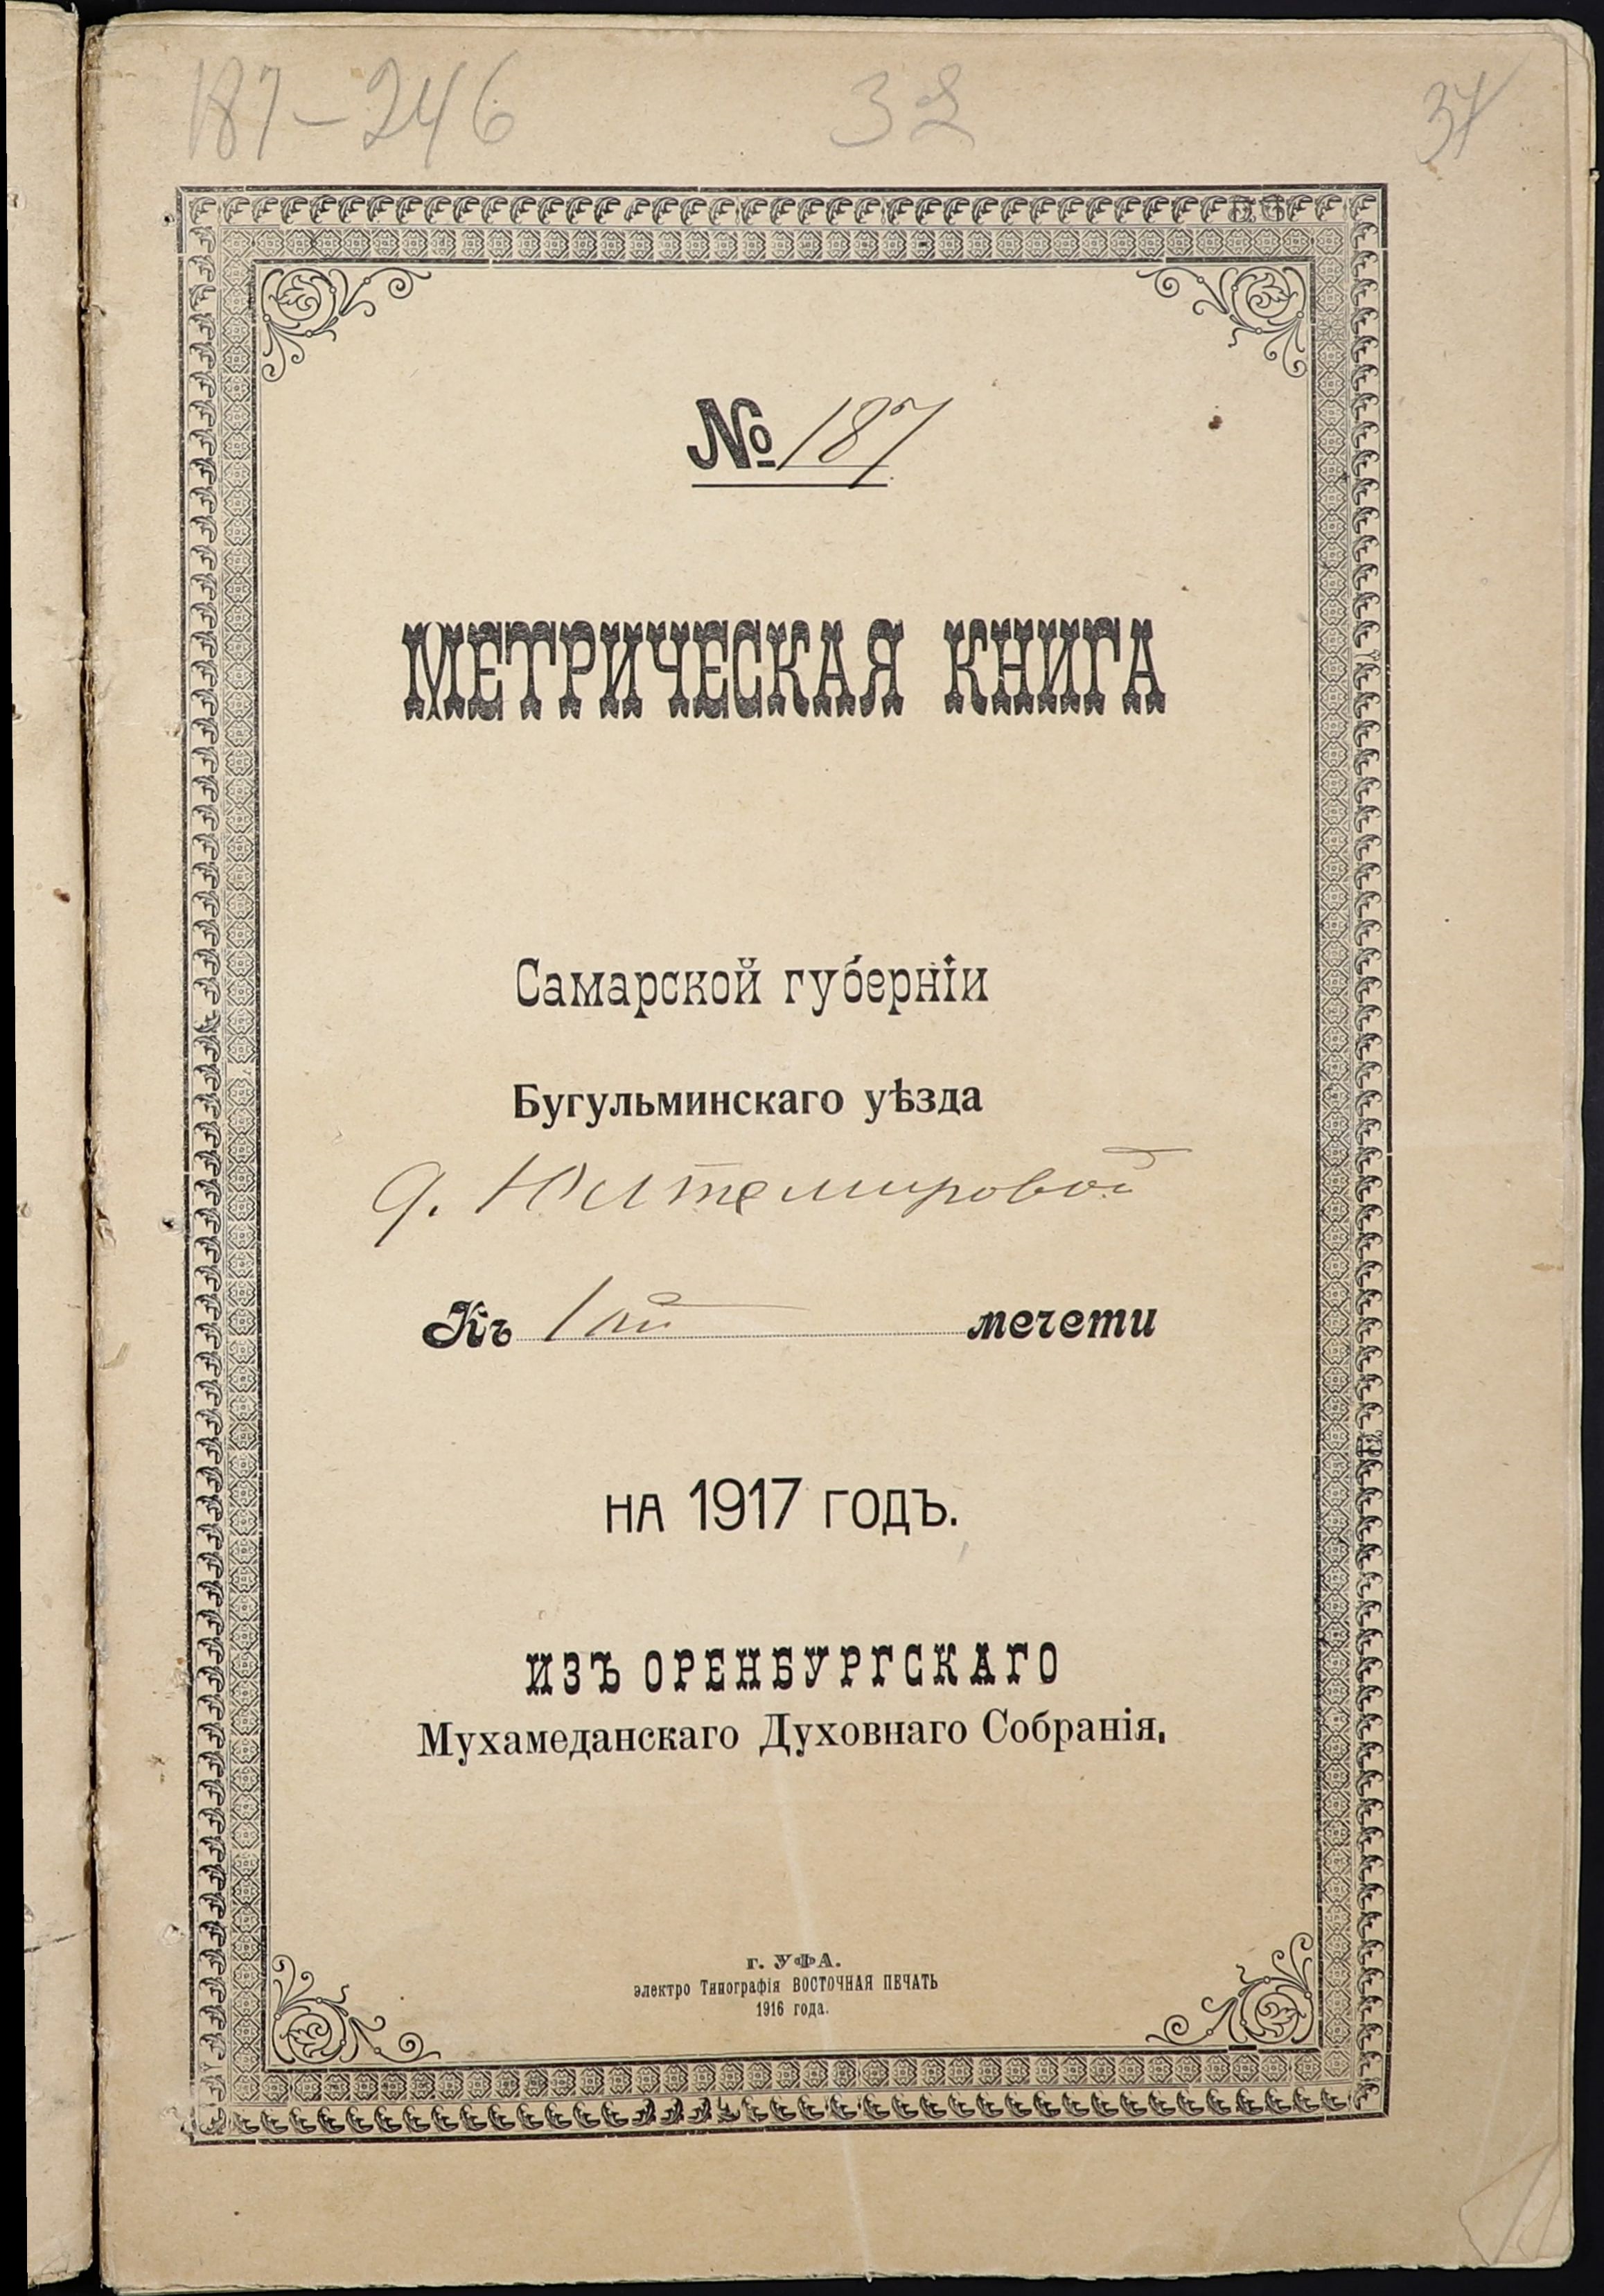 187-246 32 37
№ 187
МЕТРИЧЕСКАЯ КНИГА
Самарской губерніи
Бугульминскаго уѣзда
д. Юлтемировой
Къ 1ой мечети
НА 1917 ГОДЪ.
ИЗЪ ОРЕНБУРГСКАГО
Мухамеданскаго Духовнаго Собранія.
г. УФА.
электро Типографія ВОСТОЧНАЯ ПЕЧАТЬ
1916 года.